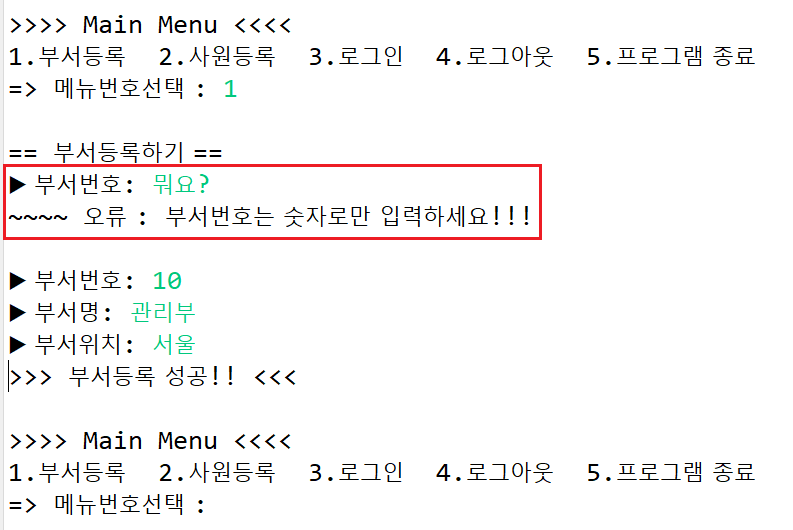 >>>> Main Menu <<<<
1.부서등록  2.사원등록  3.로그인  4.로그아웃  5.프로그램 종료
=> 메뉴번호선택 : 1
== 부서등록하기 ==
▶ 부서번호: 뭐요?
~~~~ 오류 : 부서번호는 숫자로만 입력하세요!!!
▶ 부서번호: 10
▶ 부서명: 관리부
▶ 부서위치: 서울
>>> 부서등록 성공!! <<<
>>>> Main Menu <<<<
1.부서등록  2.사원등록  3.로그인  4.로그아웃  5.프로그램 종료
=> 메뉴번호선택 :